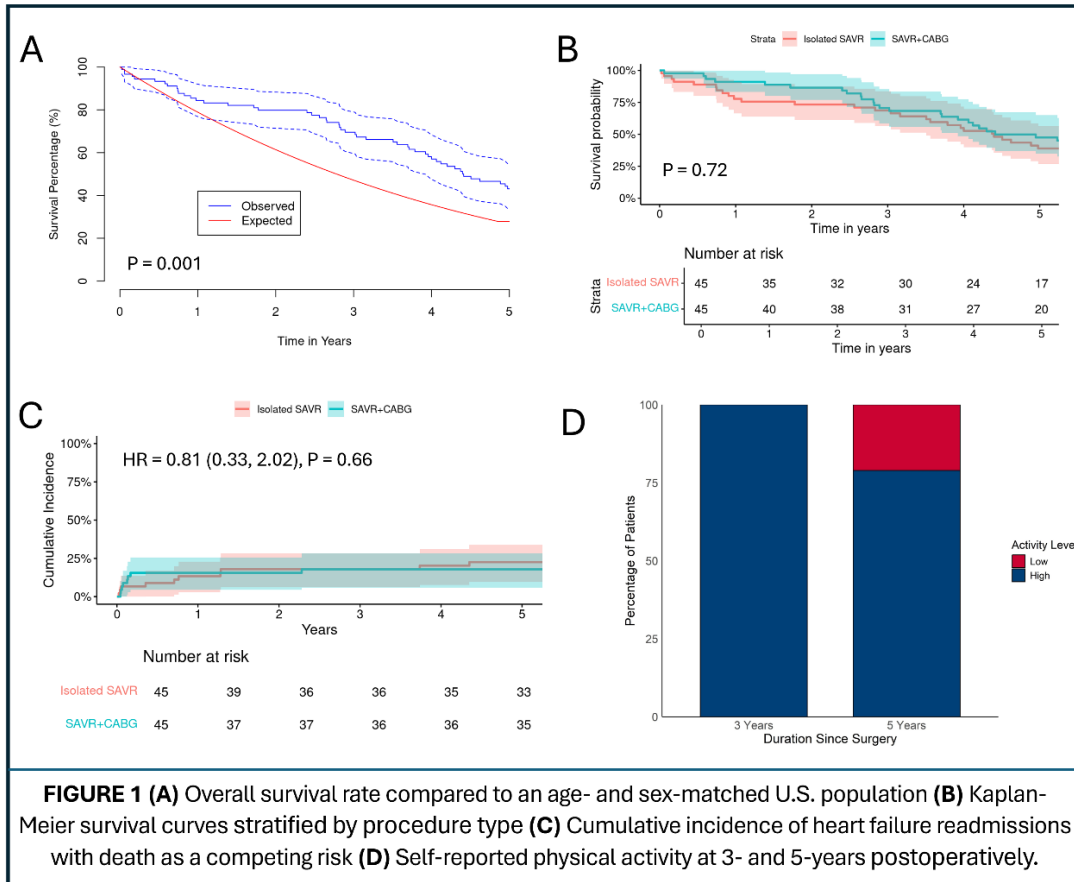 A
Survival Percentage (%)
100
80
60
40
20
0
Observed
Expected
P = 0.001
0 1 2 3 4 5
Time in Years
B
Strata Isolated SAVR SAVR+CABG
Survival probability
100%
75%
50%
25%
0%
P = 0.72
0 1 2 3 4 5
Time in years
Number at risk
Strata
Isolated SAVR 45 35 32 30 24 17
SAVR+CABG 45 40 38 31 27 20
0 1 2 3 4 5
Time in years
C
Isolated SAVR SAVR+CABG
Cumulative Incidence
100%
75%
50%
25%
0%
HR = 0.81 (0.33, 2.02), P = 0.66
0 1 2 3 4 5
Years
Number at risk
Isolated SAVR 45 39 36 36 35 33
SAVR+CABG 45 37 37 36 36 35
D
Percentage of Patients
100
75
50
25
0
3 Years 5 Years
Duration Since Surgery
Activity Level
Low
High
FIGURE 1 (A) Overall survival rate compared to an age- and sex-matched U.S. population (B) Kaplan-
Meier survival curves stratified by procedure type (C) Cumulative incidence of heart failure readmissions
with death as a competing risk (D) Self-reported physical activity at 3- and 5-years postoperatively.